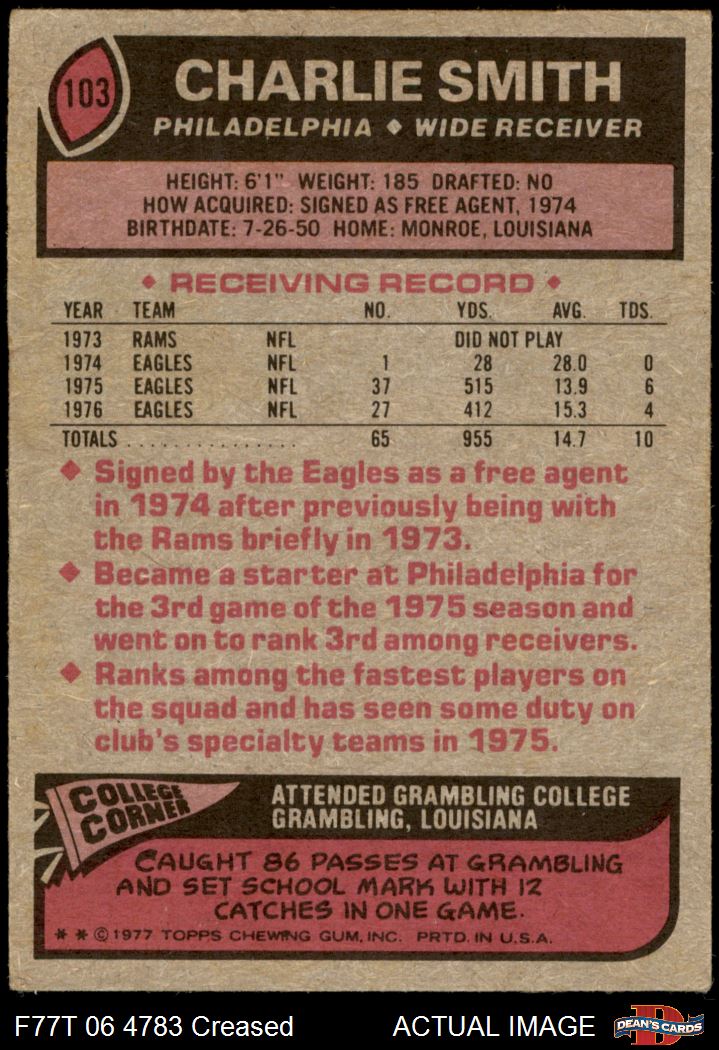 103
CHARLIE SMITH
PHILADELPHIA ◆ WIDE RECEIVER
HEIGHT: 6'1" WEIGHT: 185 DRAFTED: NO
HOW ACQUIRED: SIGNED AS FREE AGENT, 1974
BIRTHDATE: 7-26-50 HOME: MONROE, LOUISIANA
◆ RECEIVING RECORD ◆
YEAR TEAM NO. YDS. AVG. TDS.
1973 RAMS NFL DID NOT PLAY
1974 EAGLES NFL 1 28 28.0 0
1975 EAGLES NFL 37 515 13.9 6
1976 EAGLES NFL 27 412 15.3 4
TOTALS . . . . . . . . . . . . . . . 65 955 14.7 10
◆ Signed by the Eagles as a free agent
in 1974 after previously being with
the Rams briefly in 1973.
◆ Became a starter at Philadelphia for
the 3rd game of the 1975 season and
went on to rank 3rd among receivers.
◆ Ranks among the fastest players on
the squad and has seen some duty on
club's specialty teams in 1975.
COLLEGE
CORNER
ATTENDED GRAMBLING COLLEGE
GRAMBLING, LOUISIANA
CAUGHT 86 PASSES AT GRAMBLING
AND SET SCHOOL MARK WITH 12
CATCHES IN ONE GAME.
* * © 1977 TOPPS CHEWING GUM, INC. PRTD. IN U.S.A.
F77T 06 4783 Creased ACTUAL IMAGE
D
DEAN'S CARDS